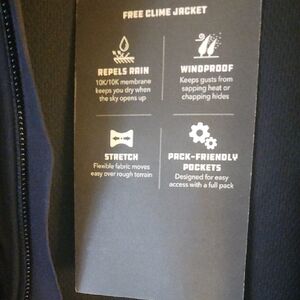 FREE CLIME JACKET
REPELS RAIN
10K/10K membrane
keeps you dry when
the sky opens up
WINDPROOF
Keeps gusts from
sapping heat or
chapping hides
STRETCH
Flexible fabric moves
easy over rough terrain
PACK-FRIENDLY
POCKETS
Designed for easy
access with a full pack